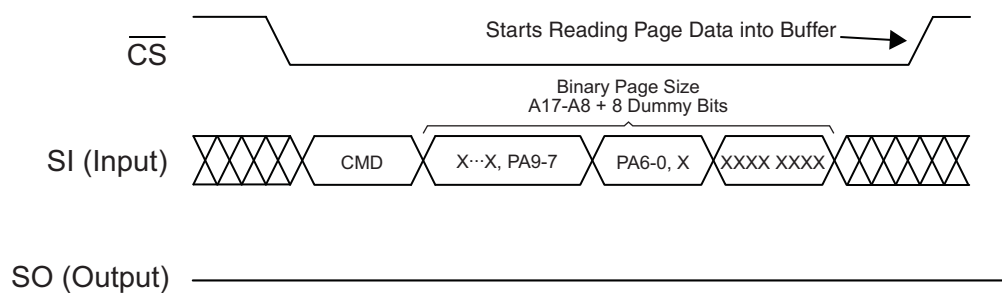 Starts Reading Page Data into Buffer
CS
Binary Page Size
A17-A8 + 8 Dummy Bits
SI (Input)
CMD
X···X, PA9-7
PA6-0, X
XXXX XXXX
SO (Output)